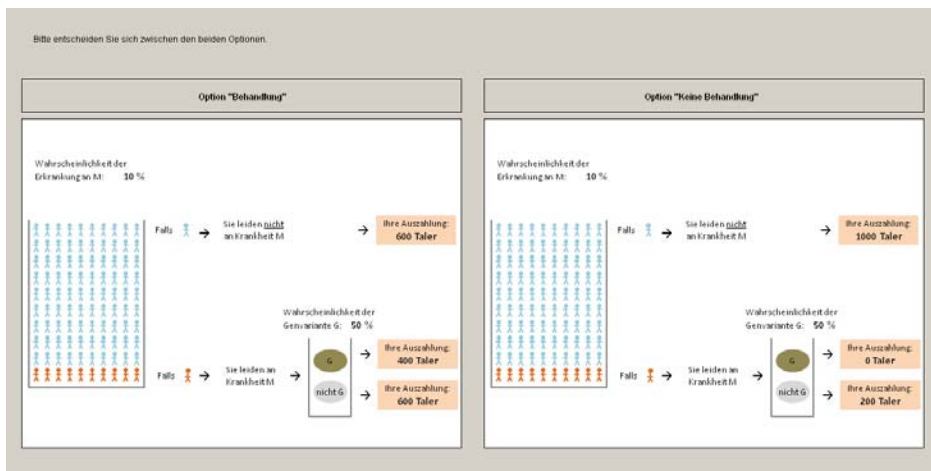 Bitte entscheiden Sie sich zwischen den beiden Optionen.
Option "Behandlung"
Wahrscheinlichkeit der
Erkrankung an M: 10 %
Falls
Sie leiden nicht
an Krankheit M
Ihre Auszahlung:
600 Taler
Wahrscheinlichkeit der
Genvariante G: 50 %
Falls
Sie leiden an
Krankheit M
G
nicht G
Ihre Auszahlung:
400 Taler
Ihre Auszahlung:
600 Taler
Option "Keine Behandlung"
Wahrscheinlichkeit der
Erkrankung an M: 10 %
Falls
Sie leiden nicht
an Krankheit M
Ihre Auszahlung:
1000 Taler
Wahrscheinlichkeit der
Genvariante G: 50 %
Falls
Sie leiden an
Krankheit M
G
nicht G
Ihre Auszahlung:
0 Taler
Ihre Auszahlung:
200 Taler